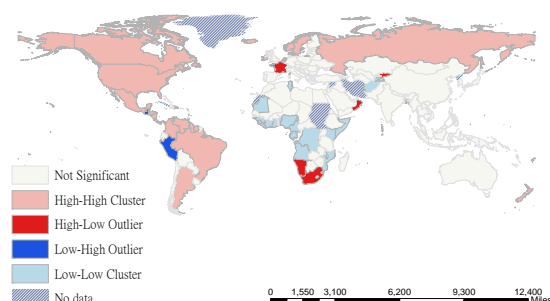 Not Significant
High-High Cluster
High-Low Outlier
Low-High Outlier
Low-Low Cluster
No data
0 1,550 3,100 6,200 9,300 12,400
Miles